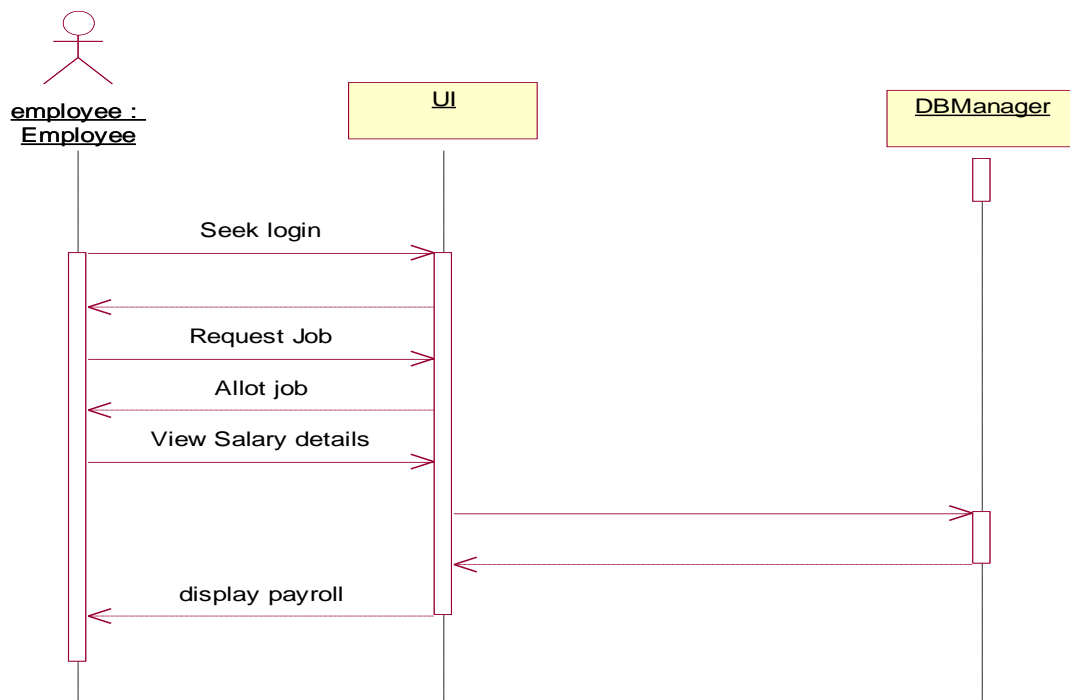 employee :
Employee
UI
DBManager
Seek login
Request Job
Allot job
View Salary details
display payroll